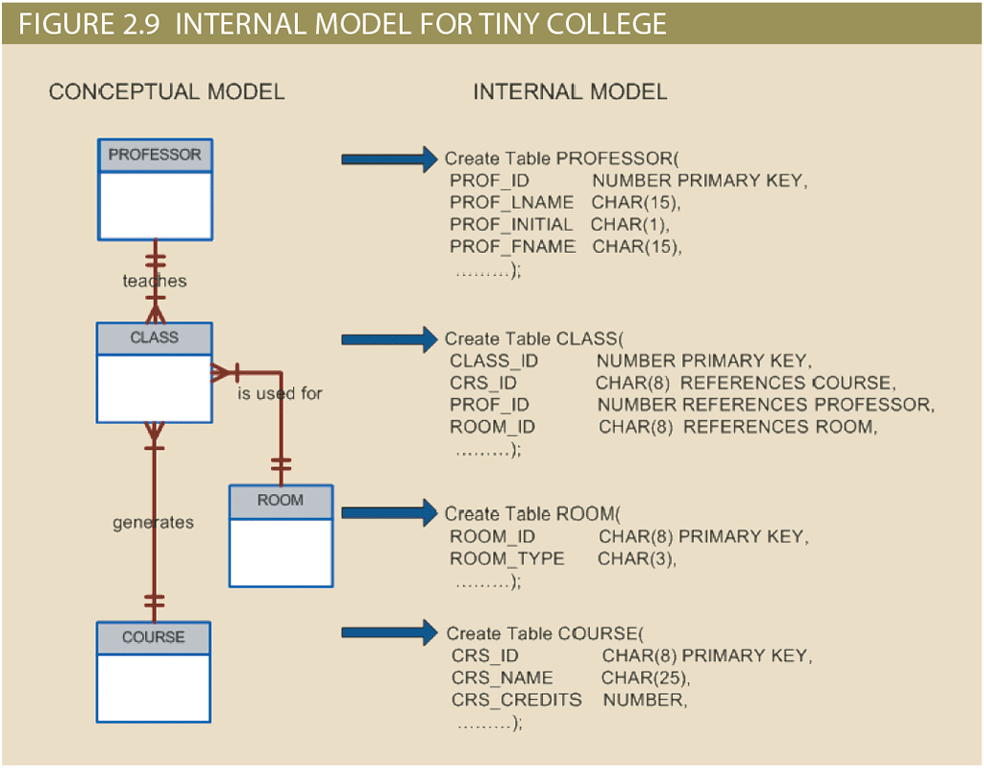 FIGURE 2.9 INTERNAL MODEL FOR TINY COLLEGE
CONCEPTUAL MODEL
PROFESSOR
teaches
CLASS
is used for
ROOM
generates
COURSE
INTERNAL MODEL
Create Table PROFESSOR(
PROF_ID NUMBER PRIMARY KEY,
PROF_LNAME CHAR(15),
PROF_INITIAL CHAR(1),
PROF_FNAME CHAR(15),
.........);
Create Table CLASS(
CLASS_ID NUMBER PRIMARY KEY,
CRS_ID CHAR(8) REFERENCES COURSE,
PROF_ID NUMBER REFERENCES PROFESSOR,
ROOM_ID CHAR(8) REFERENCES ROOM,
.........);
Create Table ROOM(
ROOM_ID CHAR(8) PRIMARY KEY,
ROOM_TYPE CHAR(3),
.........);
Create Table COURSE(
CRS_ID CHAR(8) PRIMARY KEY,
CRS_NAME CHAR(25),
CRS_CREDITS NUMBER,
.........);